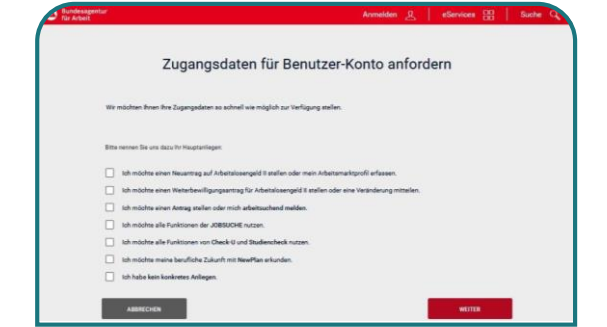 Bundesagentur
für Arbeit
Anmelden
eServices
Suche
Zugangsdaten für Benutzer-Konto anfordern
Wir möchten Ihnen Ihre Zugangsdaten so schnell wie möglich zur Verfügung stellen.
Bitte nennen Sie uns dazu Ihr Hauptanliegen:
Ich möchte einen Neuantrag auf Arbeitslosengeld II stellen oder mein Arbeitsmarktprofil erfassen.
Ich möchte einen Weiterbewilligungsantrag für Arbeitslosengeld II stellen oder eine Veränderung mitteilen.
Ich möchte einen Antrag stellen oder mich arbeitsuchend melden.
Ich möchte alle Funktionen der JOBSUCHE nutzen.
Ich möchte alle Funktionen von Check-U und Studiencheck nutzen.
Ich möchte meine berufliche Zukunft mit NewPlan erkunden.
Ich habe kein konkretes Anliegen.
ABBRECHEN
WEITER